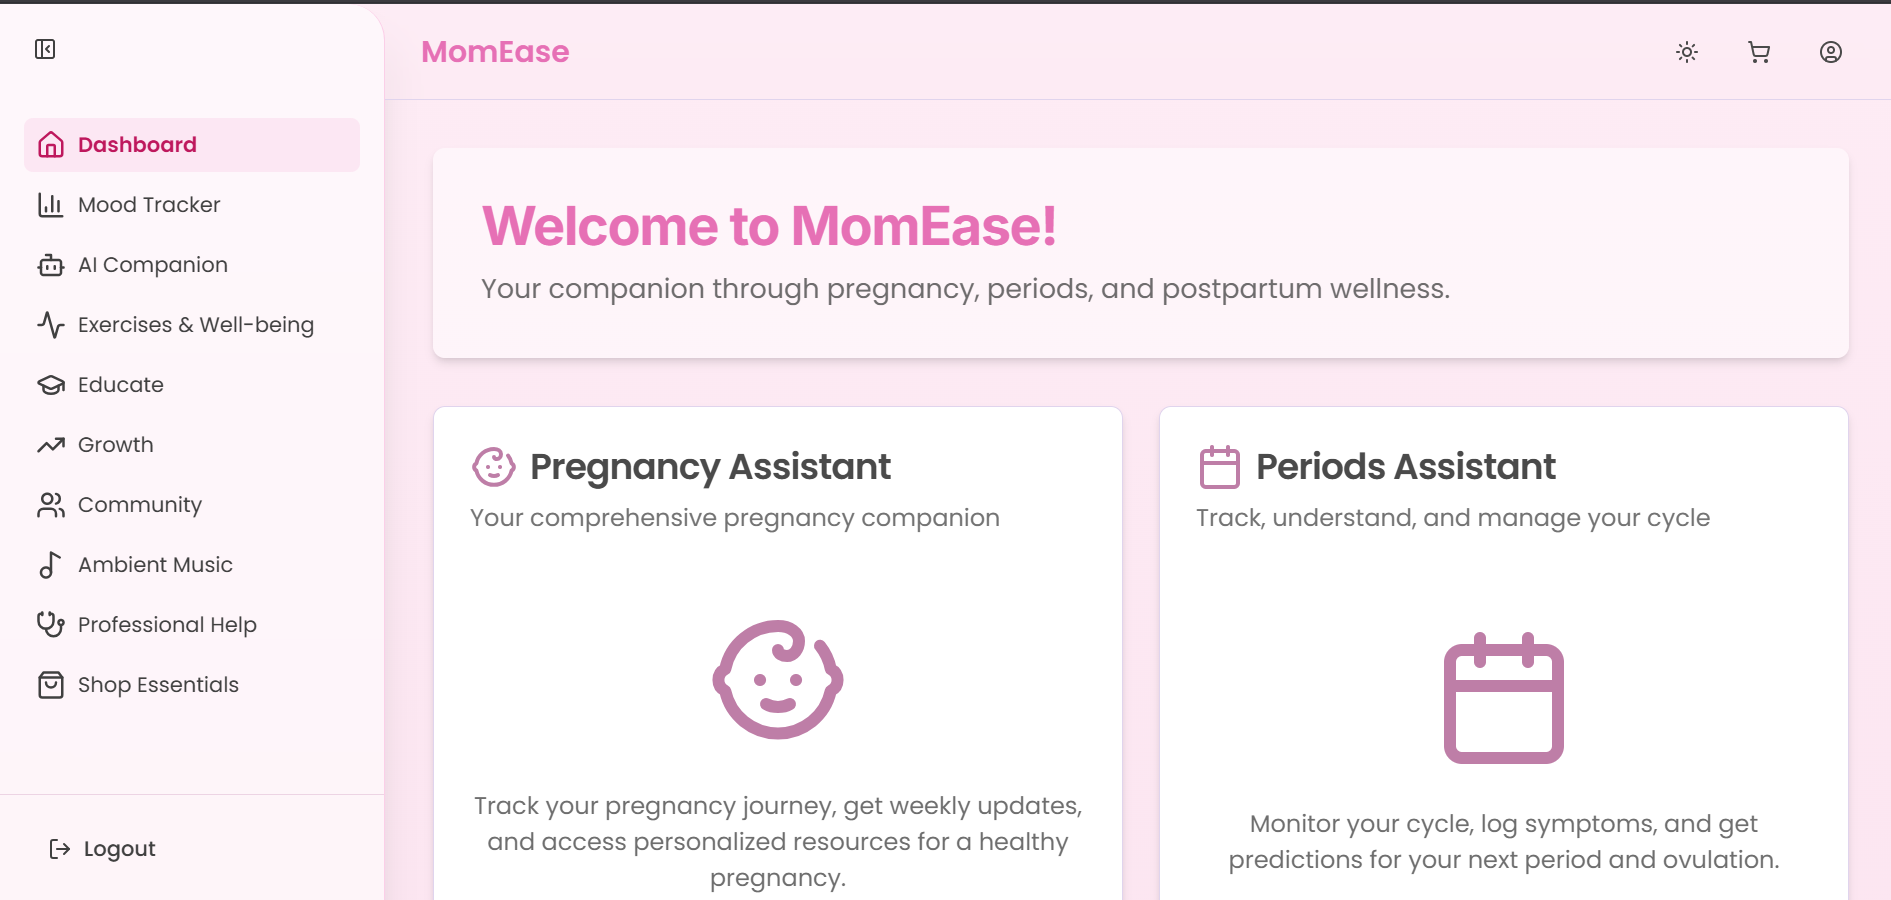 MomEase
Dashboard
Mood Tracker
AI Companion
Exercises & Well-being
Educate
Growth
Community
Ambient Music
Professional Help
Shop Essentials
Logout
Welcome to MomEase!
Your companion through pregnancy, periods, and postpartum wellness.
Pregnancy Assistant
Your comprehensive pregnancy companion
Track your pregnancy journey, get weekly updates,
and access personalized resources for a healthy
pregnancy.
Periods Assistant
Track, understand, and manage your cycle
Monitor your cycle, log symptoms, and get
predictions for your next period and ovulation.